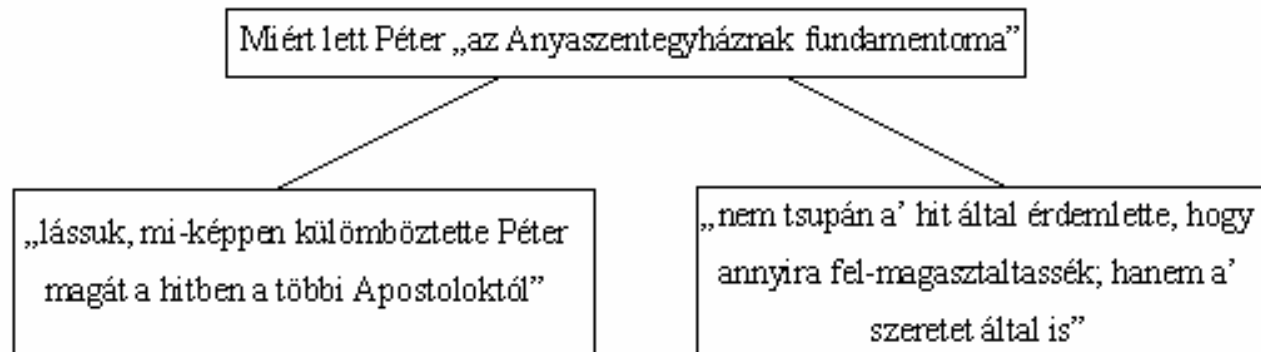 Miért lett Péter „az Anyaszentegyháznak fundamentoma”
„lássuk, mi-képpen külömböztette Péter
magát a hitben a többi Apostoloktól”
„nem tsupán a’ hit által érdemlette, hogy
annyira fel-magasztaltassék; hanem a’
szeretet által is”